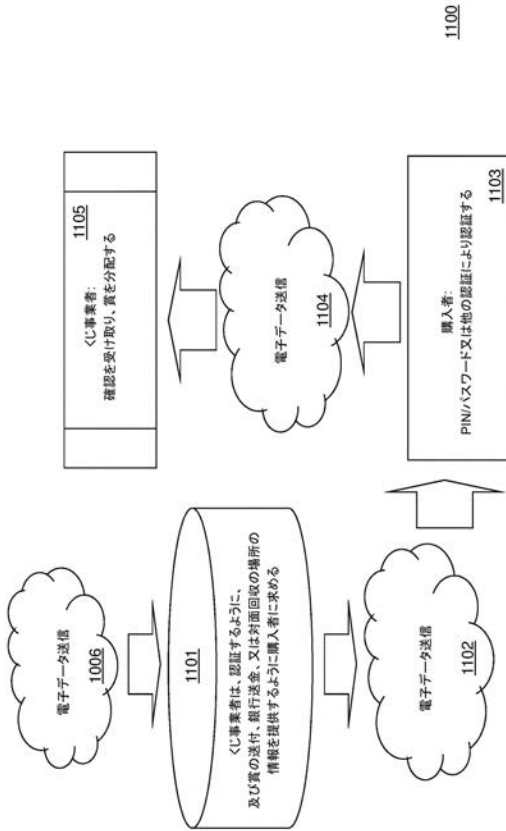 電子データ送信
1006
1101
くじ事業者は、認証するように、
及び賞の送付、銀行送金、又は対面回収の場所の
情報を提供するように購入者に求める
電子データ送信
1102
購入者:
PIN/パスワード又は他の認証により認証する
1103
電子データ送信
1104
1105
くじ事業者:
確認を受け取り、賞を分配する
1100